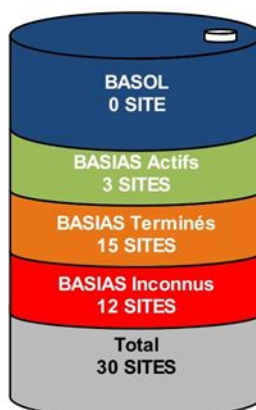 BASOL
0 SITE
BASIAS Actifs
3 SITES
BASIAS Terminés
15 SITES
BASIAS Inconnus
12 SITES
Total
30 SITES